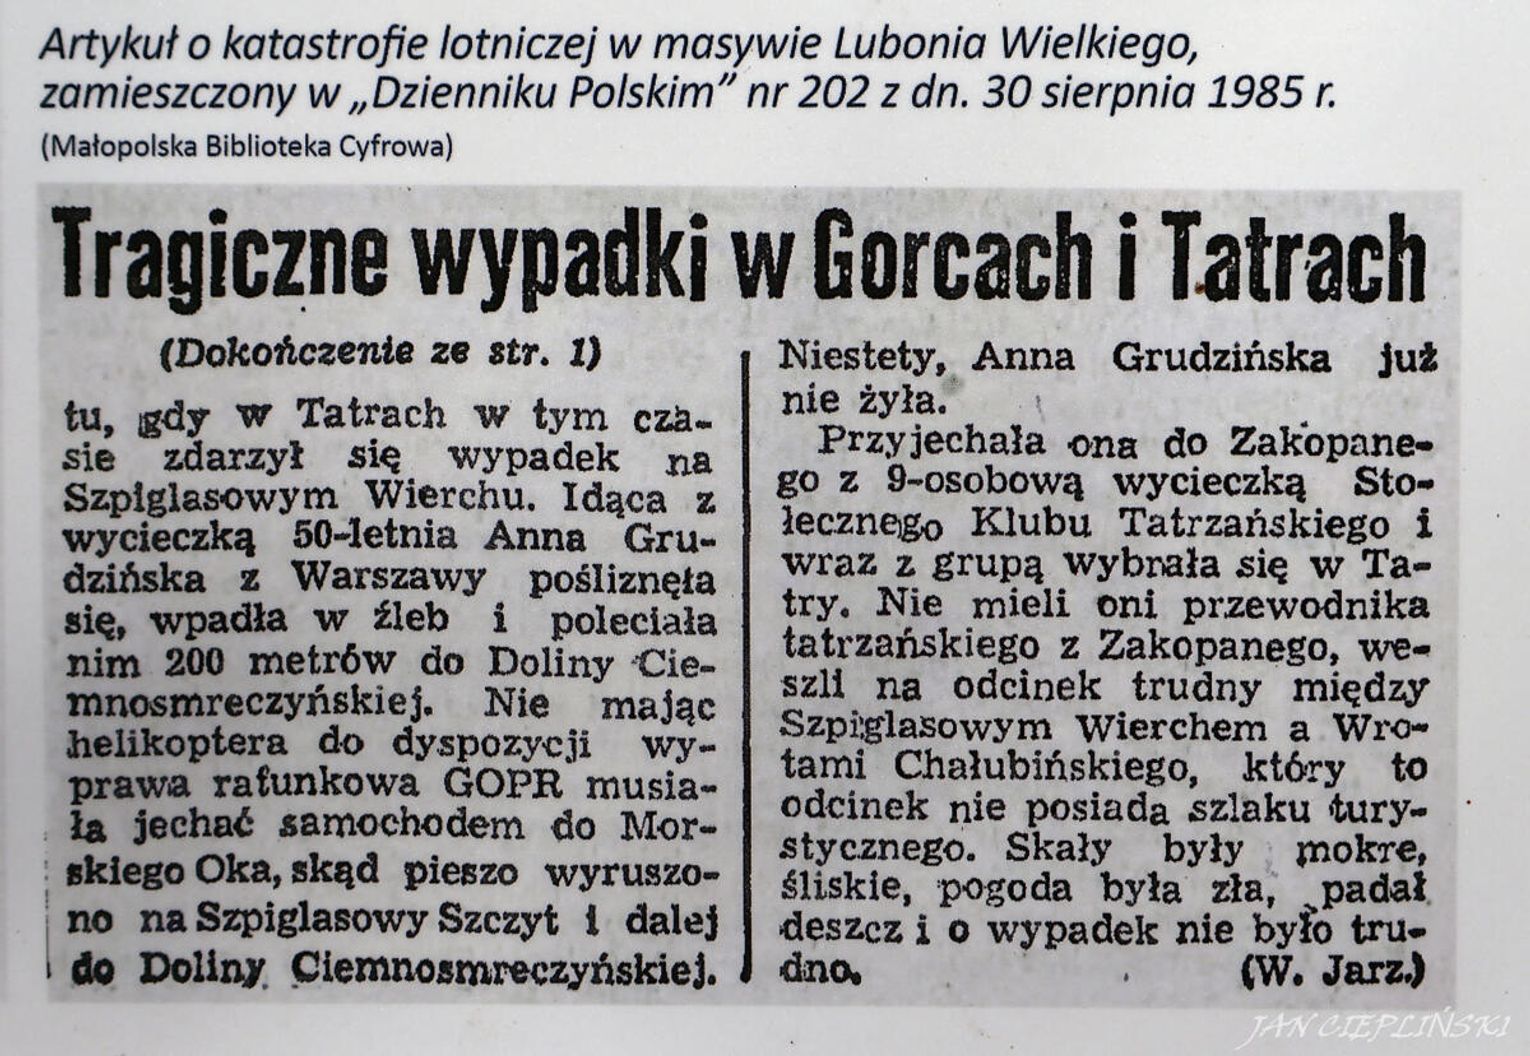 Artykuł o katastrofie lotniczej w masywie Lubonia Wielkiego,
zamieszczony w „Dzienniku Polskim” nr 202 z dn. 30 sierpnia 1985 r.
(Małopolska Biblioteka Cyfrowa)
Tragiczne wypadki w Gorcach i Tatrach
(Dokończenie ze str. 1)
tu, gdy w Tatrach w tym cza-
sie zdarzył się wypadek na
Szpiglasowym Wierchu. Idąca z
wycieczką 50-letnia Anna Gru-
dzińska z Warszawy pośliznęła
się, wpadła w źleb i poleciała
nim 200 metrów do Doliny Cie-
mnosmreczyńskiej. Nie mając
helikoptera do dyspozycji wy-
prawa ratunkowa GOPR musia-
ła jechać samochodem do Mor-
skiego Oka, skąd pieszo wyruszo-
no na Szpiglasowy Szczyt i dalej
do Doliny Ciemnosmreczyńskiej.
Niestety, Anna Grudzińska już
nie żyła.
Przyjechała ona do Zakopane-
go z 9-osobową wycieczką Sto-
łecznego Klubu Tatrzańskiego i
wraz z grupą wybrała się w Ta-
try. Nie mieli oni przewodnika
tatrzańskiego z Zakopanego, we-
szli na odcinek trudny między
Szpiglasowym Wierchem a Wro-
tami Chałubińskiego, który to
odcinek nie posiada szlaku tury-
stycznego. Skały były mokre,
śliskie, pogoda była zła, padał
deszcz i o wypadek nie było tru-
dno.
(W. Jarz.)
JAN CIEPLIŃSKI